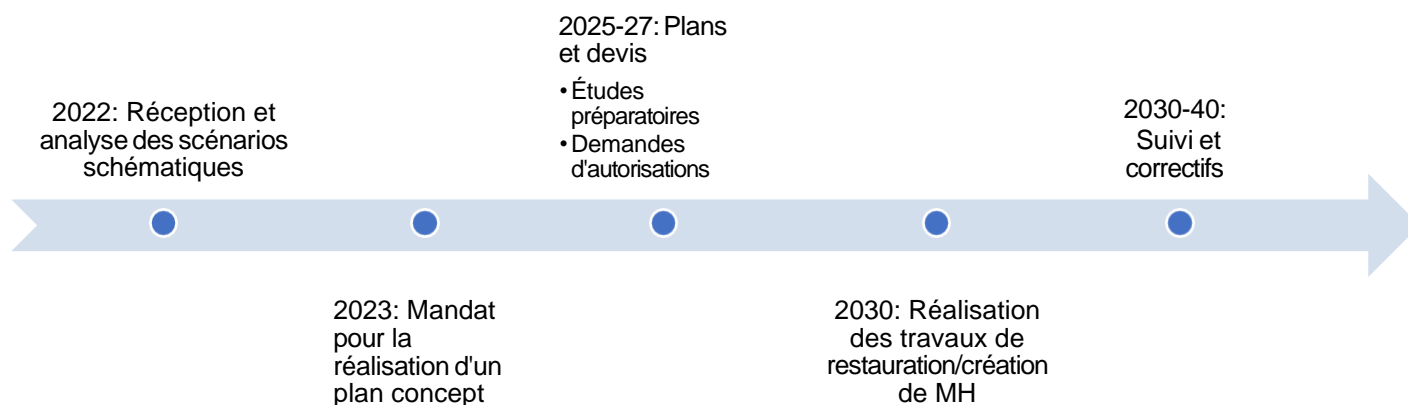 2022: Réception et
analyse des scénarios
schématiques
2023: Mandat
pour la
réalisation d'un
plan concept
2025-27: Plans
et devis
• Études
préparatoires
• Demandes
d'autorisations
2030: Réalisation
des travaux de
restauration/création
de MH
2030-40:
Suivi et
correctifs